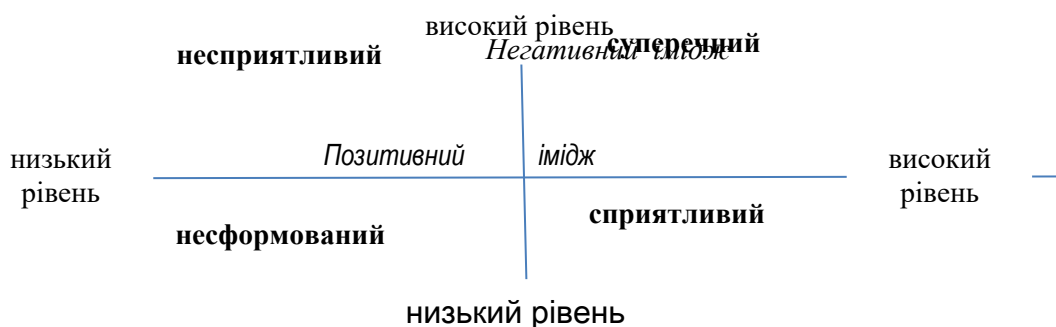 високий рівень
несприятливий
Негативний імідж
суперечний
Позитивний імідж
низький
рівень
високий
рівень
несформований
сприятливий
низький рівень